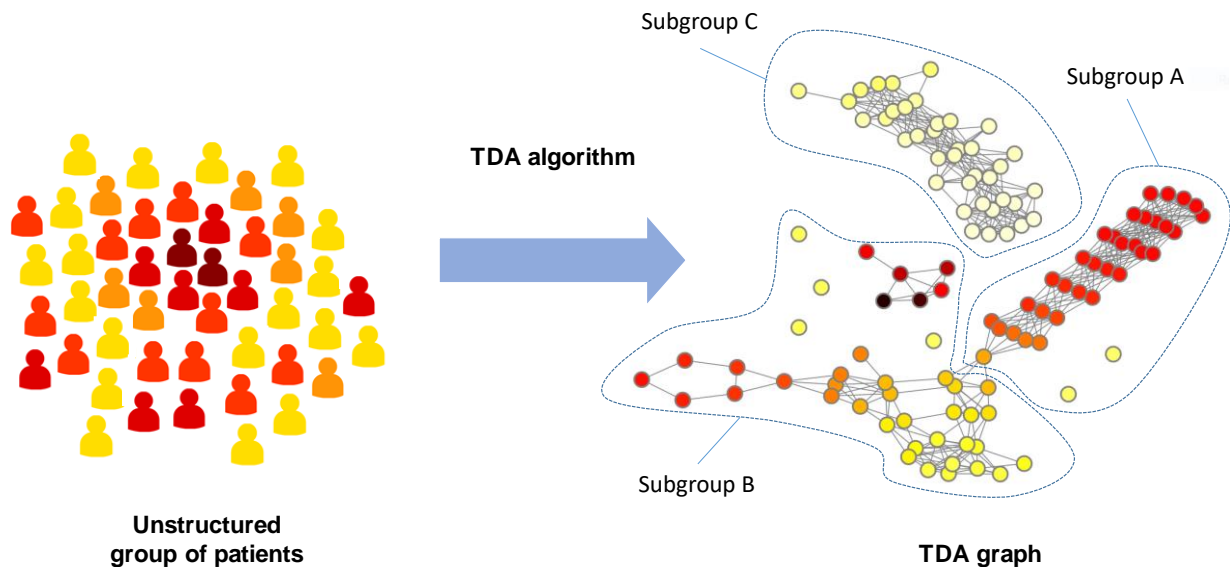 Subgroup C
Subgroup A
TDA algorithm
Subgroup B
Unstructured
group of patients
TDA graph